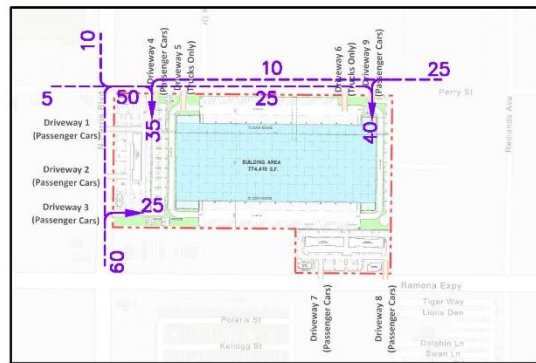 10
5
50
10
25
25
Driveway 4
(Passenger Cars)
Driveway 5
(Trucks Only)
Driveway 6
(Trucks Only)
Driveway 9
(Passenger Cars)
Perry St
Redlands Ave
Driveway 1
(Passenger Cars)
35
40
BUILDING AREA
774,419 S.F.
Driveway 2
(Passenger Cars)
Driveway 3
(Passenger Cars)
25
60
Driveway 7
(Passenger Cars)
Driveway 8
(Passenger Cars)
Ramona Expy
Tiger Way
Lions Den
Polaris St
Kellogg St
Dolphin Ln
Swan Ln